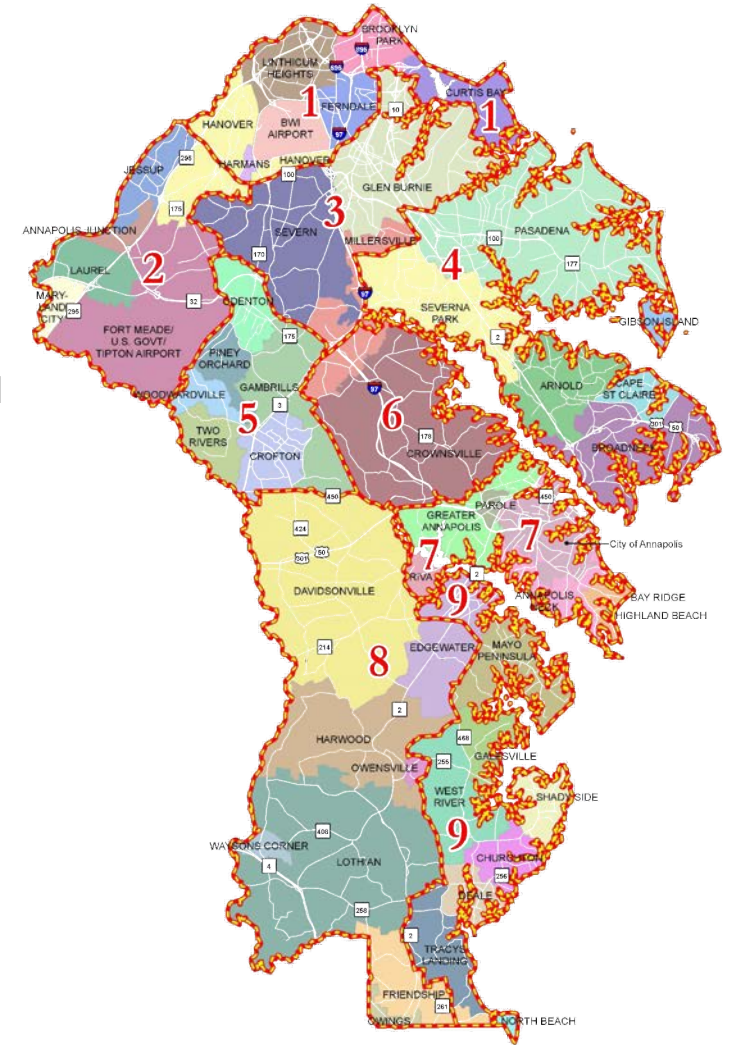 BROOKLYN
PARK
295
695
LINTHICUM
HEIGHTS
1
FERNDALE
CURTIS BAY
1
10
HANOVER
BWI
AIRPORT
97
HARMANS
HANOVER
295
JESSUP
100
GLEN BURNIE
175
3
ANNAPOLIS JUNCTION
SEVERN
MILLERSVILLE
PASADENA
100
170
4
177
2
LAUREL
ODENTON
97
32
MARY-
LAND
CITY
295
SEVERNA
PARK
GIBSON ISLAND
FORT MEADE/
U.S. GOVT/
TIPTON AIRPORT
175
2
PINEY
ORCHARD
WOODWARDVILLE
GAMBRILLS
97
ARNOLD
CAPE
ST CLAIRE
3
5
6
301
50
TWO
RIVERS
178
BROADNECK
CROFTON
CROWNSVILLE
450
PAROLE
450
GREATER
ANNAPOLIS
424
7
7
City of Annapolis
301
50
RIVA
2
DAVIDSONVILLE
9
ANNAPOLIS
NECK
BAY RIDGE
HIGHLAND BEACH
214
8
EDGEWATER
MAYO
PENINSULA
2
HARWOOD
468
GALESVILLE
255
OWENSVILLE
WEST
RIVER
SHADY SIDE
408
9
WAYSONS CORNER
4
LOTHIAN
CHURCHTON
256
DEALE
258
2
TRACYS
LANDING
FRIENDSHIP
261
OWINGS
NORTH BEACH